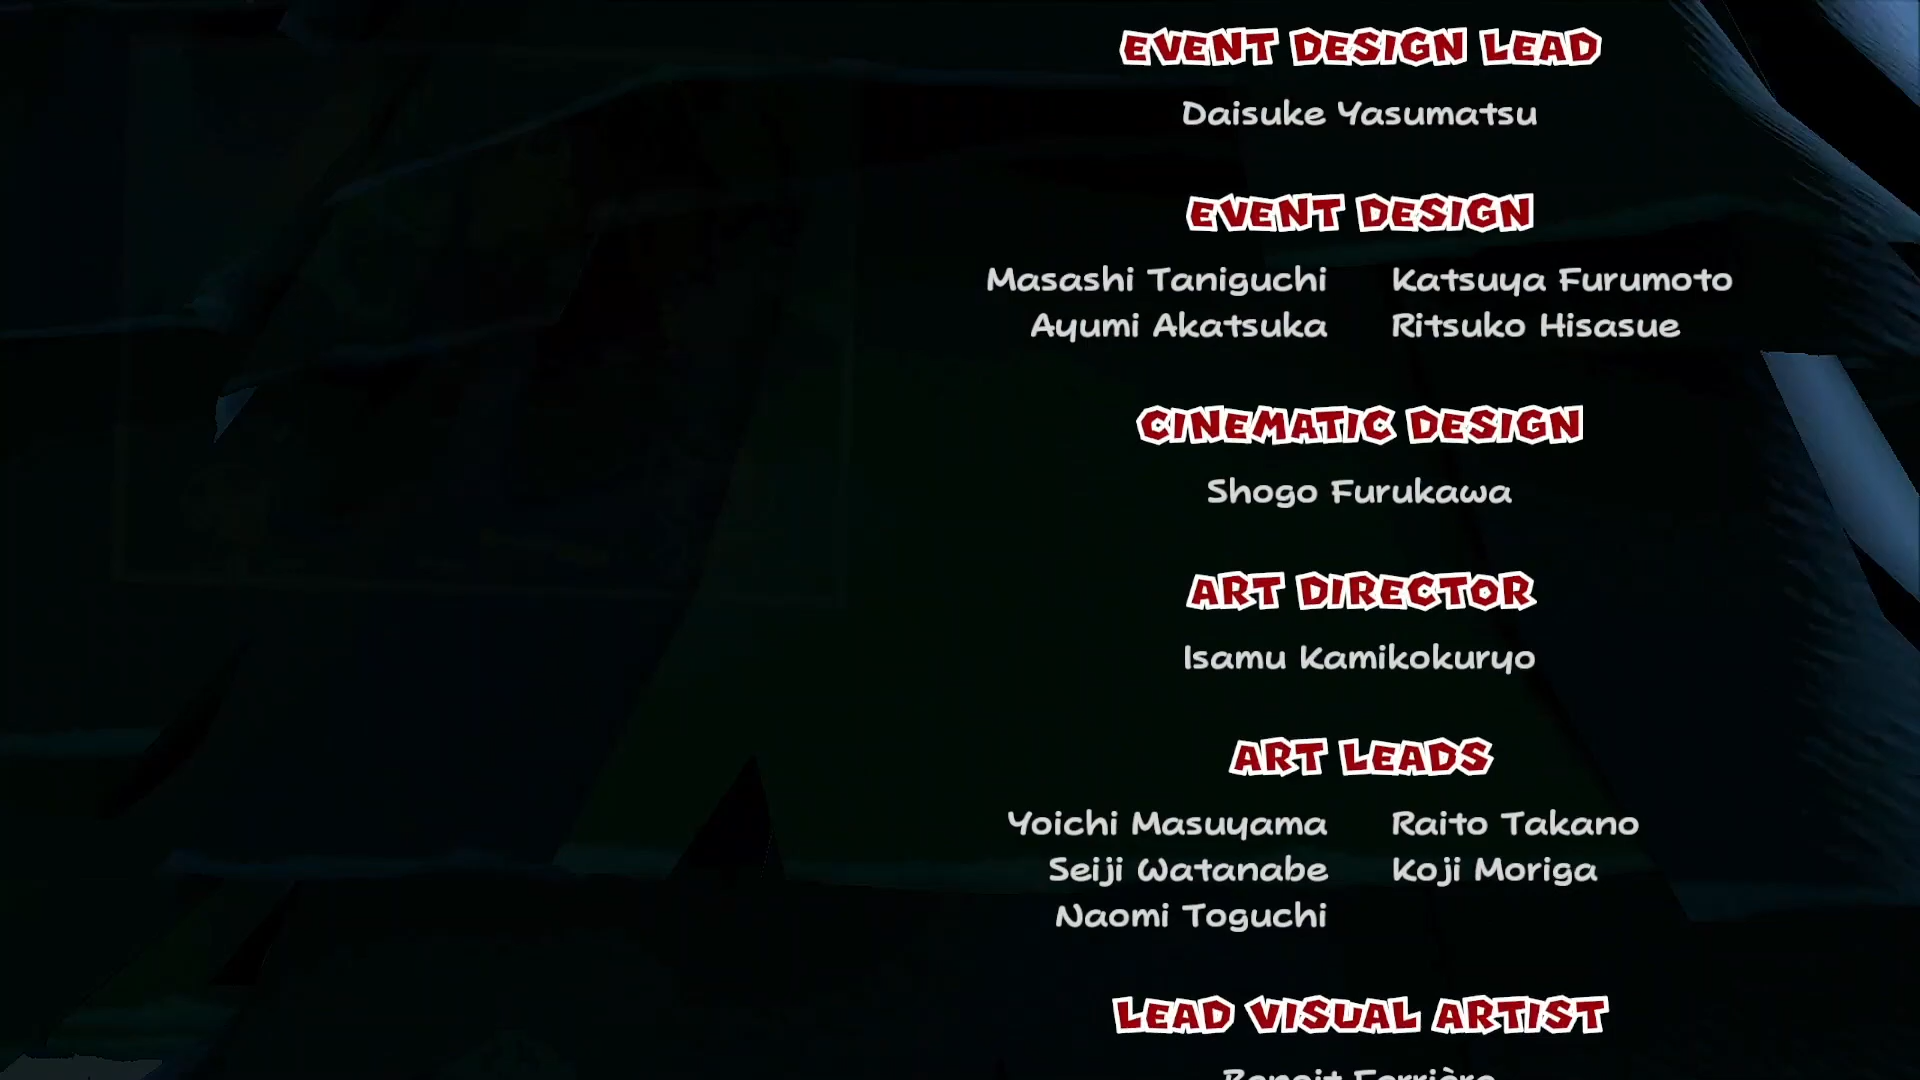 EVENT DESIGN LEAD
Daisuke Yasumatsu
EVENT DESIGN
Masashi Taniguchi Katsuya Furumoto
Ayumi Akatsuka Ritsuko Hisasue
CINEMATIC DESIGN
Shogo Furukawa
ART DIRECTOR
Isamu Kamikokuryo
ART LEADS
Yoichi Masuyama Raito Takano
Seiji Watanabe Koji Moriga
Naomi Toguchi
LEAD VISUAL ARTIST